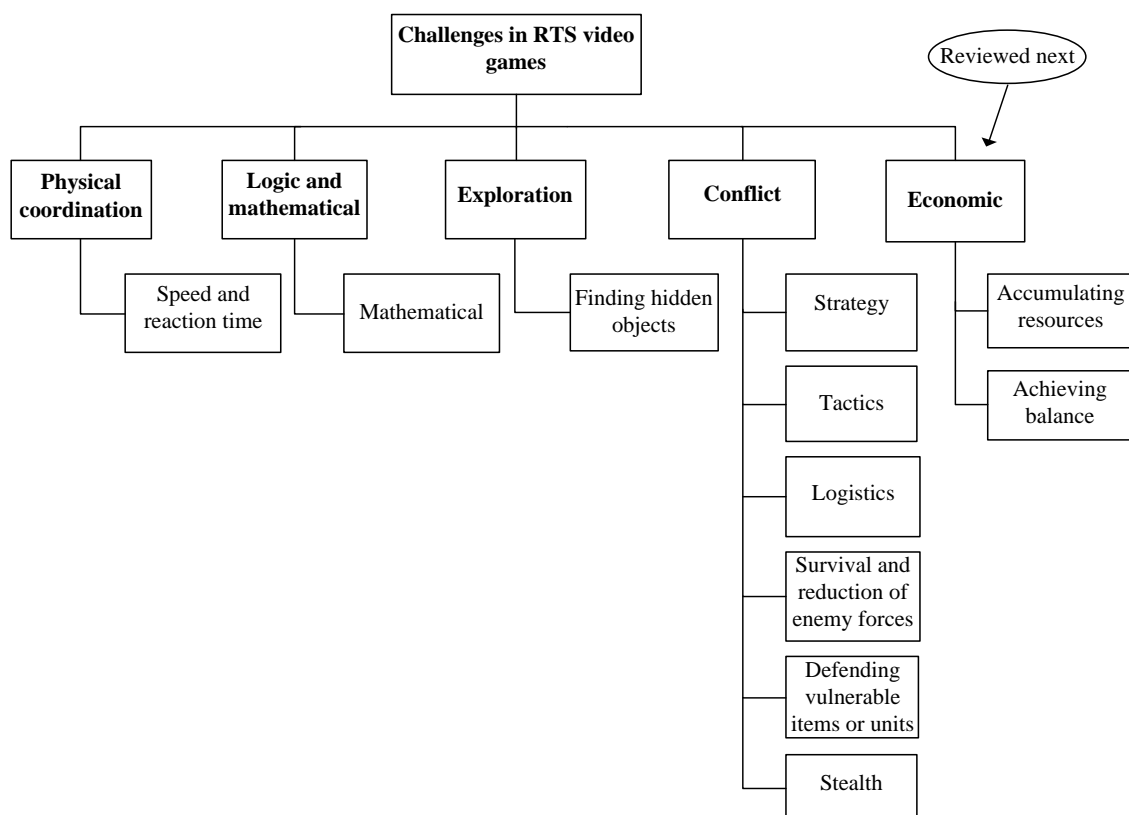 Challenges in RTS video
games
Reviewed next
Physical
coordination
Logic and
mathematical
Exploration
Conflict
Economic
Speed and
reaction time
Mathematical
Finding hidden
objects
Strategy
Tactics
Logistics
Survival and
reduction of
enemy forces
Defending
vulnerable
items or units
Stealth
Accumulating
resources
Achieving
balance